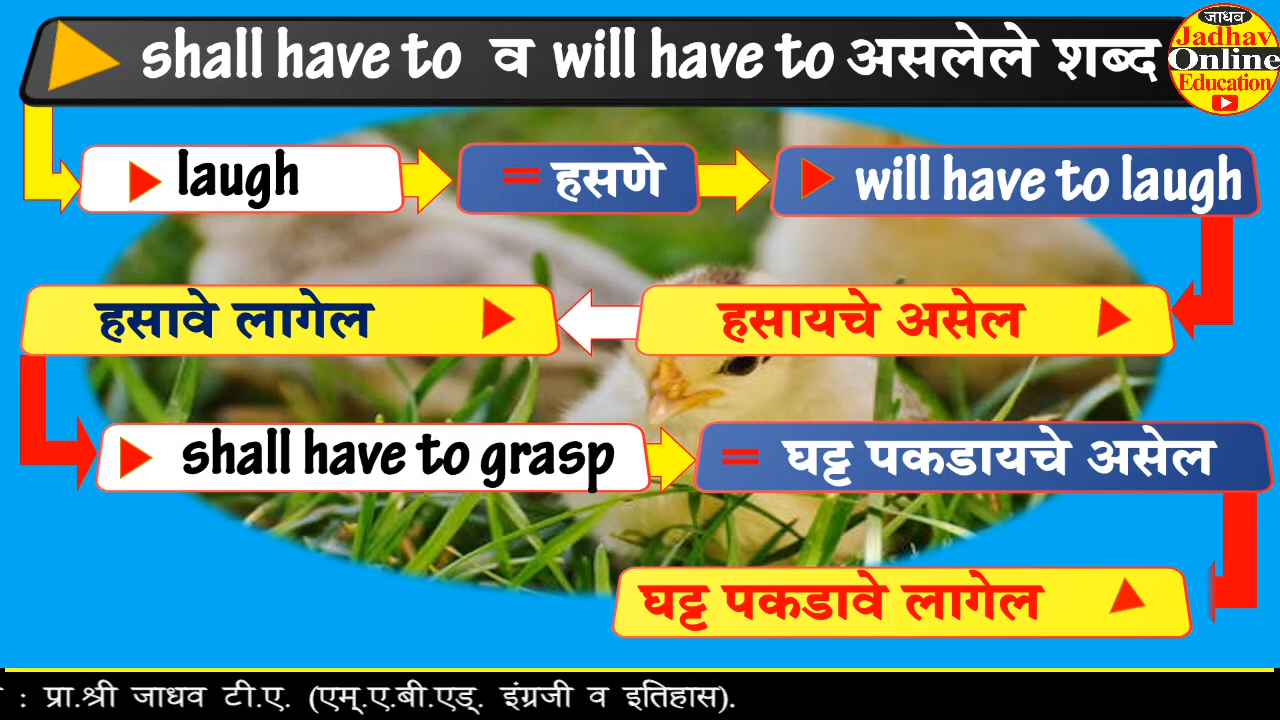 shall have to व will have to असलेले शब्द
जाधव
Jadhav
Online
Education
laugh
= हसणे
will have to laugh
हसायचे असेल
हसावे लागेल
shall have to grasp
= घट्ट पकडायचे असेल
घट्ट पकडावे लागेल
: प्रा.श्री जाधव टी.ए. (एम्.ए.बी.एड्. इंग्रजी व इतिहास).